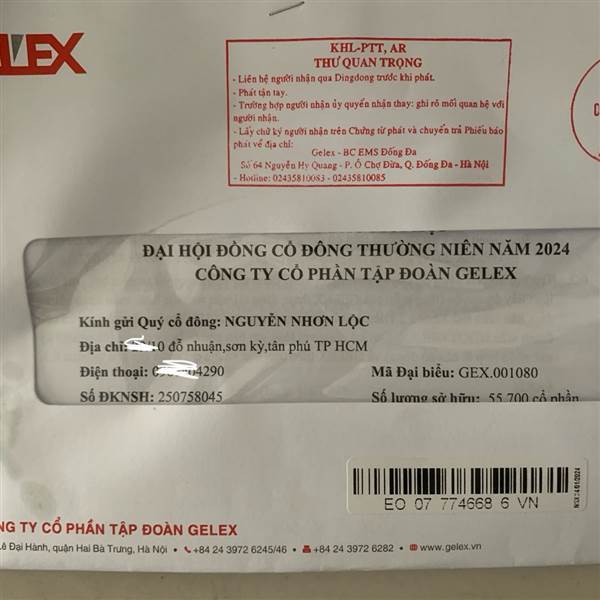 LEX
KHL-PTT, AR
THƯ QUAN TRỌNG
- Liên hệ người nhận qua Dingdong trước khi phát.
- Phát tận tay.
- Trường hợp người nhận ủy quyền nhận thay: ghi rõ mối quan hệ với
người nhận.
- Lấy chữ ký người nhận trên Chứng từ phát và chuyển trả Phiếu báo
phát về địa chỉ:
Gelex - BC EMS Đống Đa
Số 64 Nguyễn Hy Quang - P. Ô Chợ Dừa, Q. Đống Đa - Hà Nội
- Hotline: 02435810083 - 02435810085
ĐẠI HỘI ĐỒNG CỔ ĐÔNG THƯỜNG NIÊN NĂM 2024
CÔNG TY CỔ PHẦN TẬP ĐOÀN GELEX
Kính gửi Quý cổ đông: NGUYỄN NHƠN LỘC
Địa chỉ: /10 đỗ nhuận,sơn kỳ,tân phú TP HCM
Điện thoại: 04290 Mã Đại biểu: GEX.001080
Số ĐKNSH: 250758045 Số lượng sở hữu: 55.700 cổ phần
EO 07 774668 6 VN
NG TY CỔ PHẦN TẬP ĐOÀN GELEX
Lê Đại Hành, quận Hai Bà Trưng, Hà Nội • +84 24 3972 6245/46 • +84 24 3972 6282 • www.gelex.vn